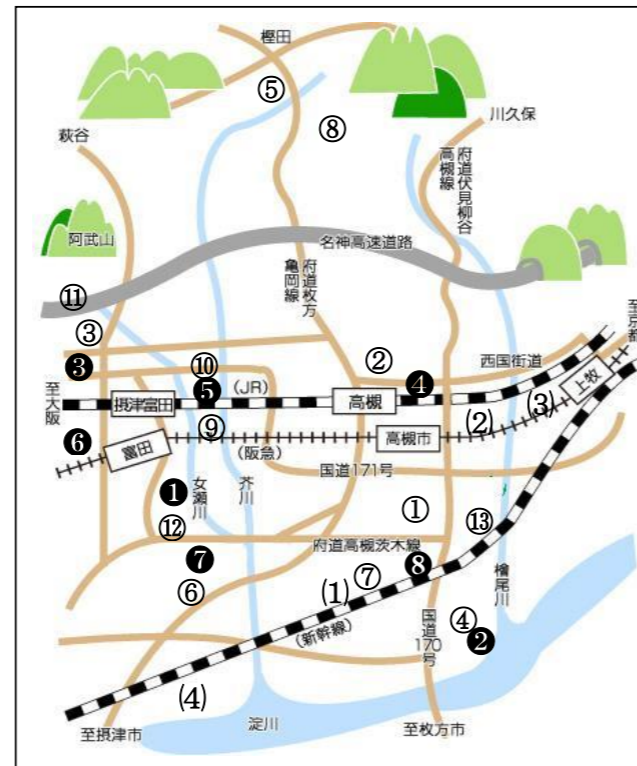 樫田
⑤
⑧
川久保
萩谷
府道伏見柳谷
高槻線
阿武山
名神高速道路
府道枚方
亀岡線
⑪
③
⑩
②
西国街道
至京都
❸
❺
❹
上牧
至大阪
摂津富田
(JR)
高槻
(3)
(2)
❻
富田
⑨
(阪急)
高槻市
国道171号
❶
女瀬川
芥川
①
⑬
⑫
府道高槻茨木線
❼
❽
⑦
⑥
(1)
檜尾川
(新幹線)
国道
170
号
④
❷
(4)
淀川
至摂津市
至枚方市